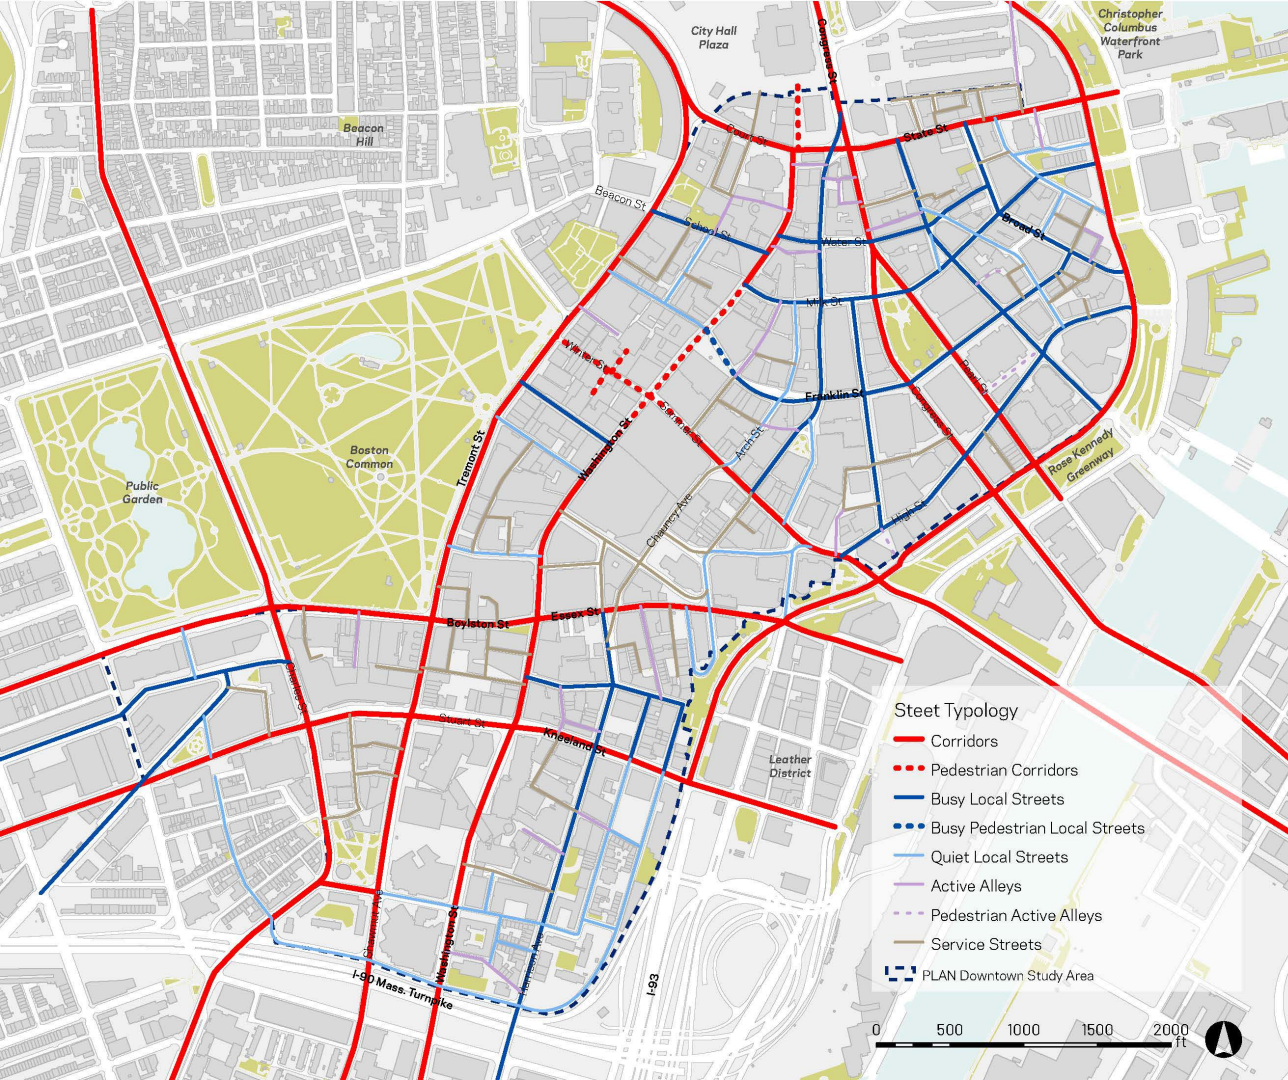 City Hall
Plaza
Congress St
Christopher
Columbus
Waterfront
Park
Beacon
Hill
Court St
State St
Beacon St
School St
Water St
Broad St
Milk St
Winter St
Pearl St
Franklin St
Congress St
Summer St
Arch St
Washington St
Tremont St
Boston
Common
Public
Garden
Rose Kennedy
Greenway
Chauncy Ave
High St
Boylston St
Essex St
Charles St
Stuart St
Kneeland St
Leather
District
Shawmut Ave
Washington St
Harrison Ave
I-90 Mass. Turnpike
I-93
Steet Typology
Corridors
Pedestrian Corridors
Busy Local Streets
Busy Pedestrian Local Streets
Quiet Local Streets
Active Alleys
Pedestrian Active Alleys
Service Streets
PLAN Downtown Study Area
0 500 1000 1500 2000
ft